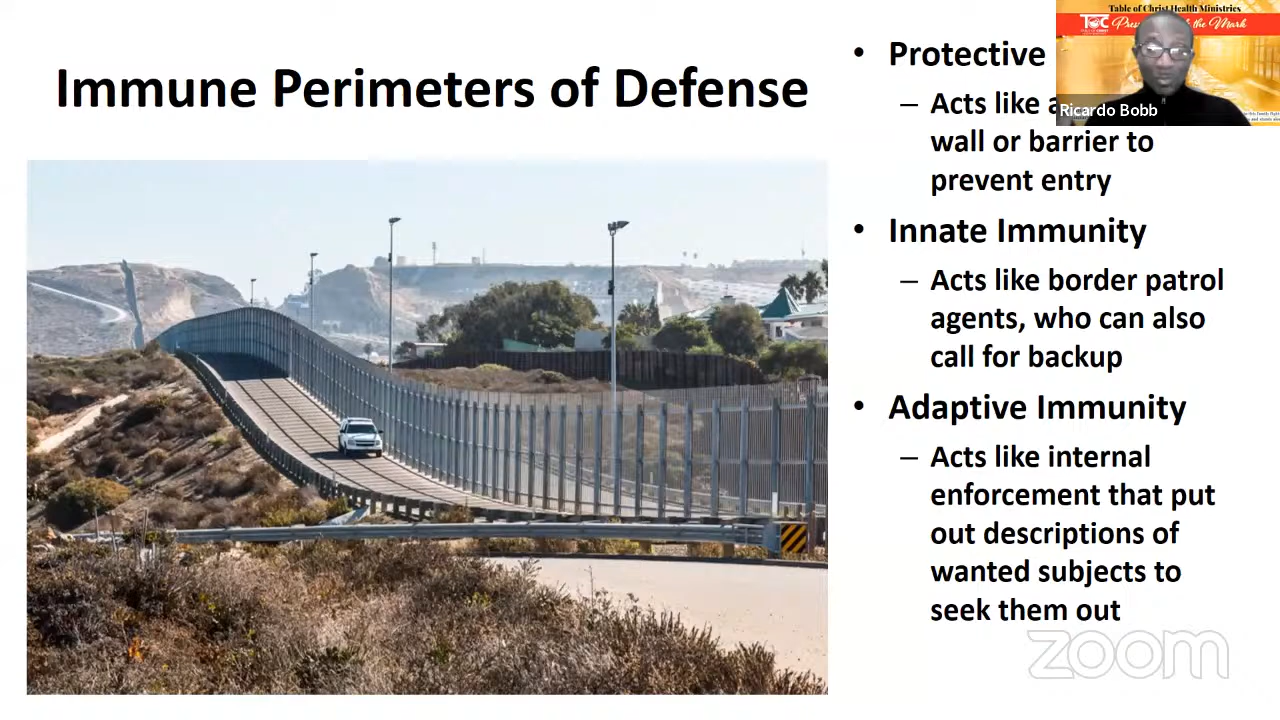 Immune Perimeters of Defense
• Protective
– Acts like a
wall or barrier to
prevent entry
• Innate Immunity
– Acts like border patrol
agents, who can also
call for backup
• Adaptive Immunity
– Acts like internal
enforcement that put
out descriptions of
wanted subjects to
seek them out
Table of Christ Health Ministries
the Mark
Ricardo Bobb
zoom